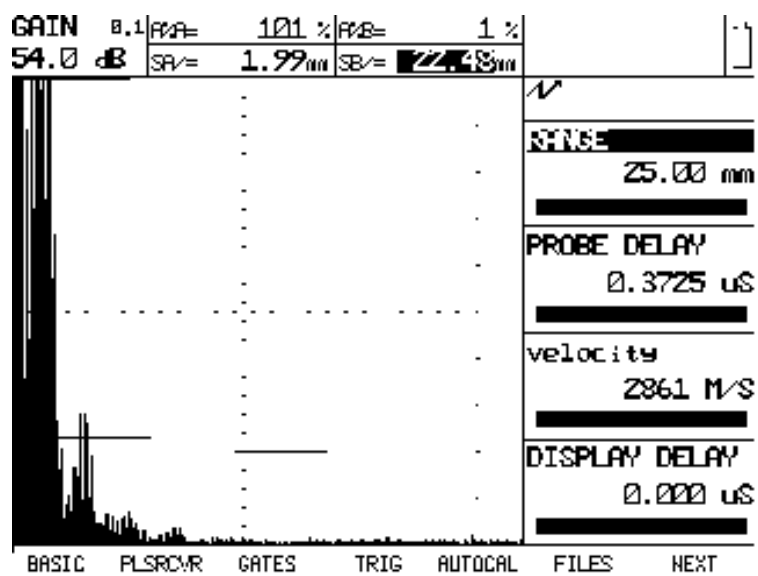 GAIN 0.1 A%A= 101 % A%B= 1 %
54.0 dB SA/= 1.99mm SB/= 22.48mm
RANGE
25.00 mm
PROBE DELAY
0.3725 uS
velocity
2861 M/S
DISPLAY DELAY
0.000 uS
BASIC PLSRCVR GATES TRIG AUTOCAL FILES NEXT